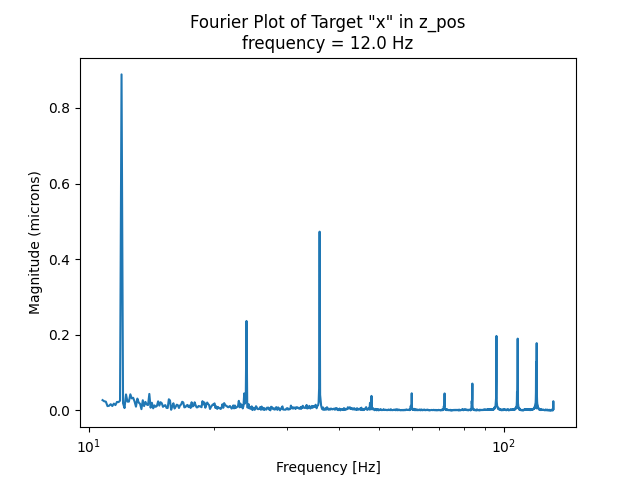 Fourier Plot of Target "x" in z_pos
frequency = 12.0 Hz
Magnitude (microns)
0.8
0.6
0.4
0.2
0.0
10¹
10²
Frequency [Hz]